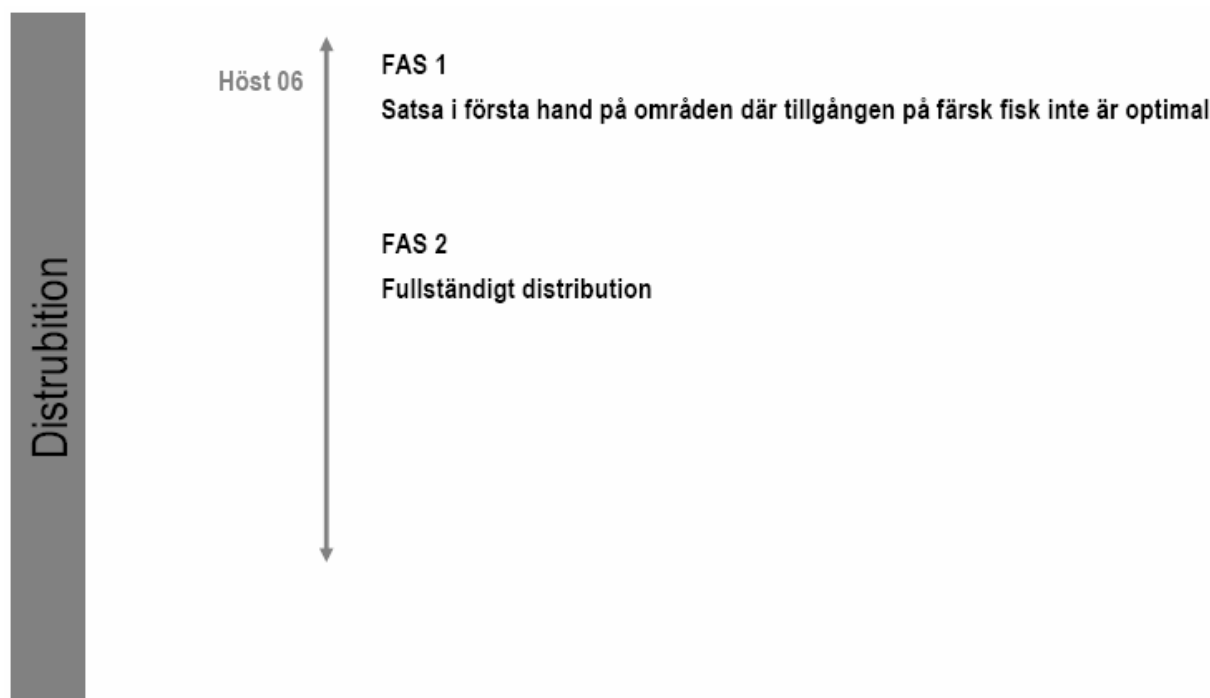 Distrubition
Höst 06
FAS 1
Satsa i första hand på områden där tillgången på färsk fisk inte är optimal
FAS 2
Fullständigt distribution